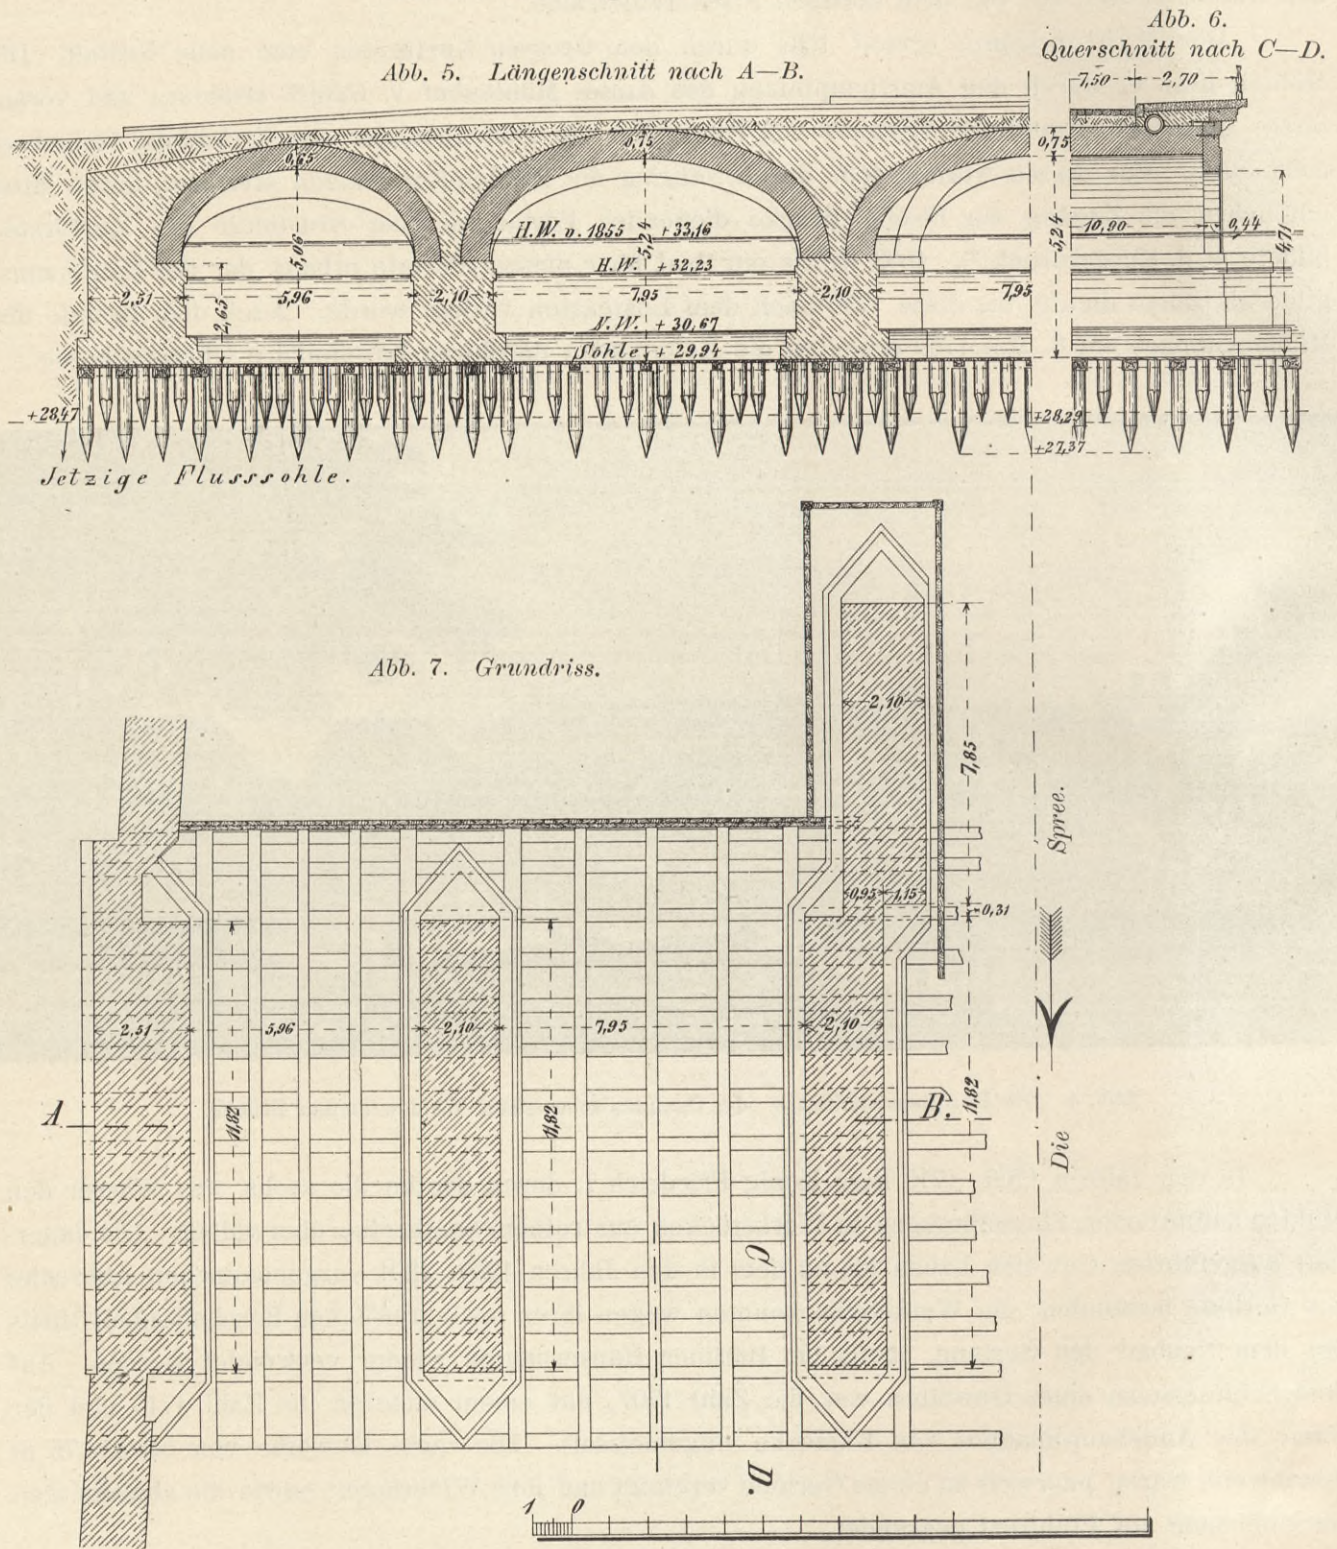 Abb. 6.
Querschnitt nach C—D.
Abb. 5. Längenschnitt nach A—B.
7,50 2,70
0,65 0,75 0,75
H.W. v. 1855 + 33,16
10,90 0,44
5,06 5,24 5,24 4,71
H.W. + 32,23
2,51 5,96 2,10 7,95 2,10 7,95
2,65
N.W. + 30,67
Sohle + 29,94
+28,47
+28,29
+27,37
Jetzige Flusssohle.
Abb. 7. Grundriss.
2,10
7,85
Spree.
0,95 1,15
0,31
2,51 5,96 2,10 7,95 2,10
A B.
11,82 11,82 11,82
Die
C
D.
1 0